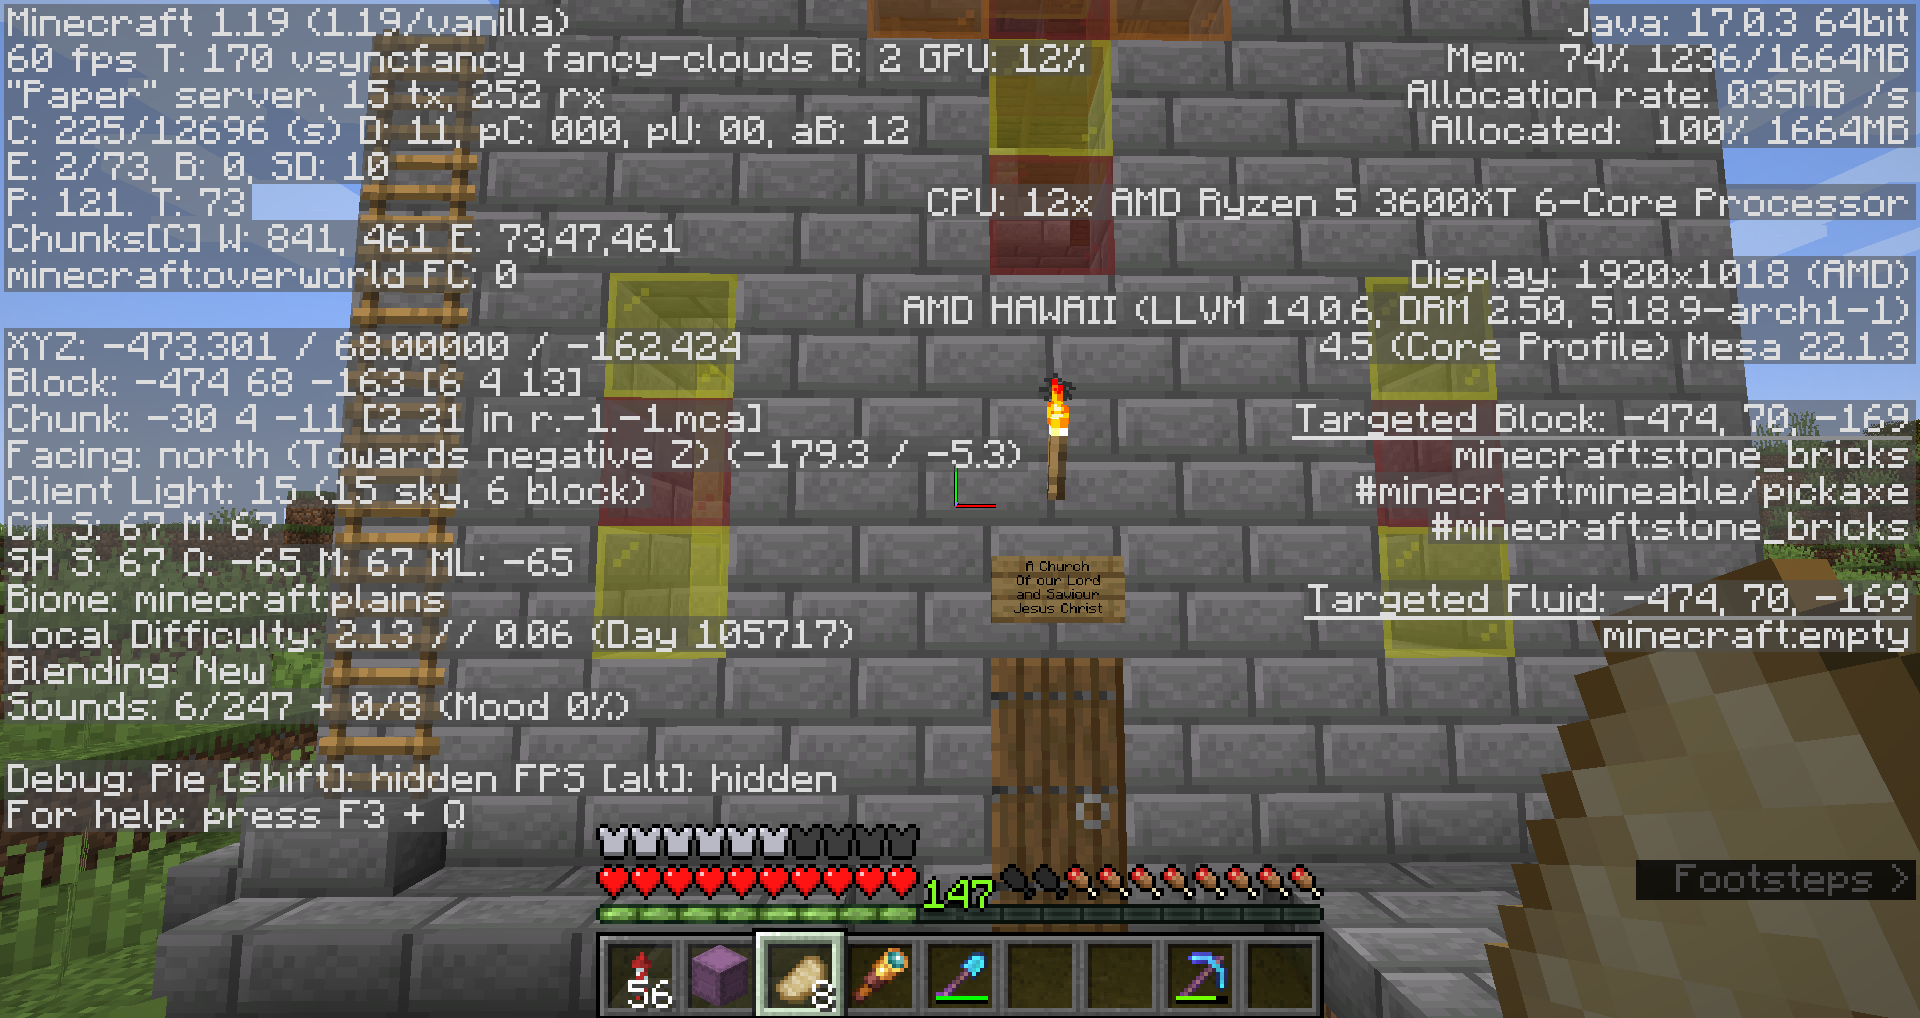 Minecraft 1.19 (1.19/vanilla)
60 fps T: 170 vsyncfancy fancy-clouds B: 2 GPU: 12%
"Paper" server, 15 tx, 252 rx
C: 225/12696 (s) D: 11, pC: 000, pU: 00, aB: 12
E: 2/73, B: 0, SD: 10
P: 121. T: 73
Chunks[C] W: 841, 461 E: 73,47,461
minecraft:overworld FC: 0
XYZ: -473.301 / 68.00000 / -162.424
Block: -474 68 -163 [6 4 13]
Chunk: -30 4 -11 [2 21 in r.-1.-1.mca]
Facing: north (Towards negative Z) (-179.3 / -5.3)
Client Light: 15 (15 sky, 6 block)
CH S: 67 M: 67
SH S: 67 O: -65 M: 67 ML: -65
Biome: minecraft:plains
Local Difficulty: 2.13 // 0.06 (Day 105717)
Blending: New
Sounds: 6/247 + 0/8 (Mood 0%)
Debug: Pie [shift]: hidden FPS [alt]: hidden
For help: press F3 + Q
Java: 17.0.3 64bit
Mem: 74% 1236/1664MB
Allocation rate: 035MB /s
Allocated: 100% 1664MB
CPU: 12x AMD Ryzen 5 3600XT 6-Core Processor
Display: 1920x1018 (AMD)
AMD HAWAII (LLVM 14.0.6, DRM 2.50, 5.18.9-arch1-1)
4.5 (Core Profile) Mesa 22.1.3
Targeted Block: -474, 70, -169
minecraft:stone_bricks
#minecraft:mineable/pickaxe
#minecraft:stone_bricks
Targeted Fluid: -474, 70, -169
minecraft:empty
A Church
Of our Lord
and Saviour
Jesus Christ
Footsteps >
147
56
8